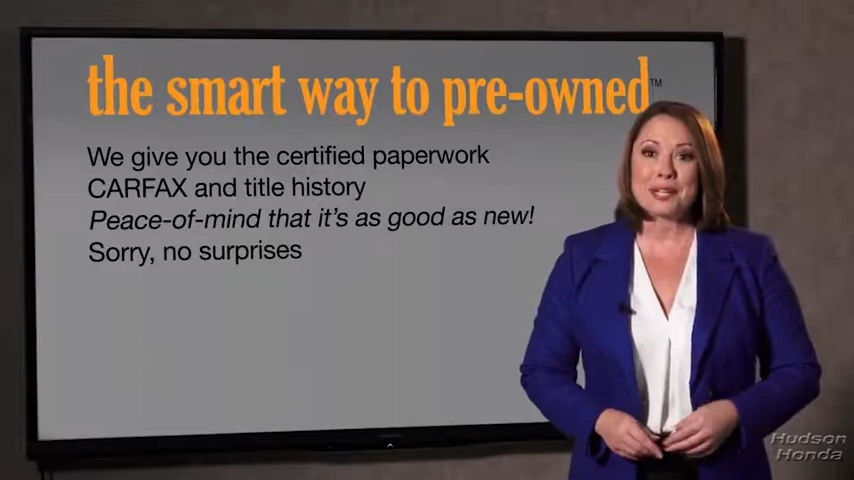 the smart way to pre-owned™
We give you the certified paperwork
CARFAX and title history
Peace-of-mind that it's as good as new!
Sorry, no surprises
Hudson
Honda